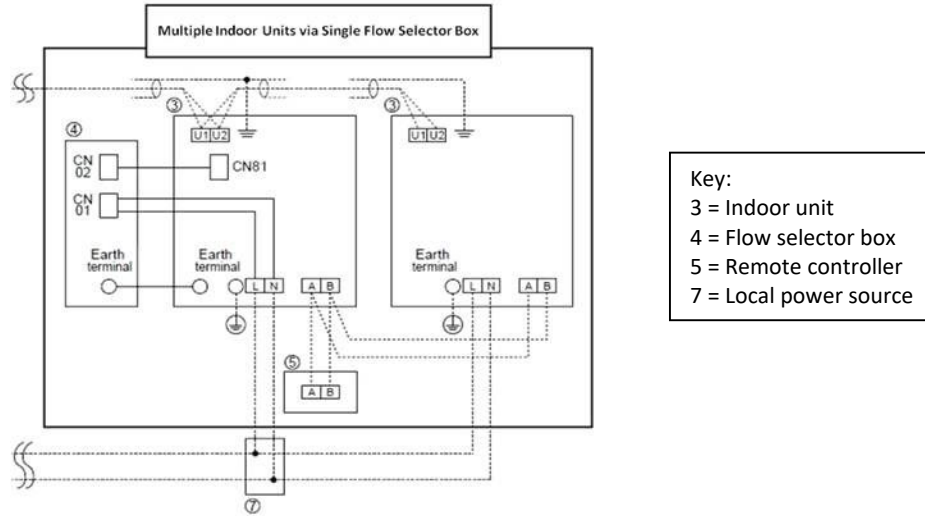 Multiple Indoor Units via Single Flow Selector Box
③
③
④
U1 U2
U1 U2
CN
02
CN81
CN
01
Earth
terminal
Earth
terminal
Earth
terminal
L N
A B
L N
A B
⑤
A B
⑦
Key:
3 = Indoor unit
4 = Flow selector box
5 = Remote controller
7 = Local power source